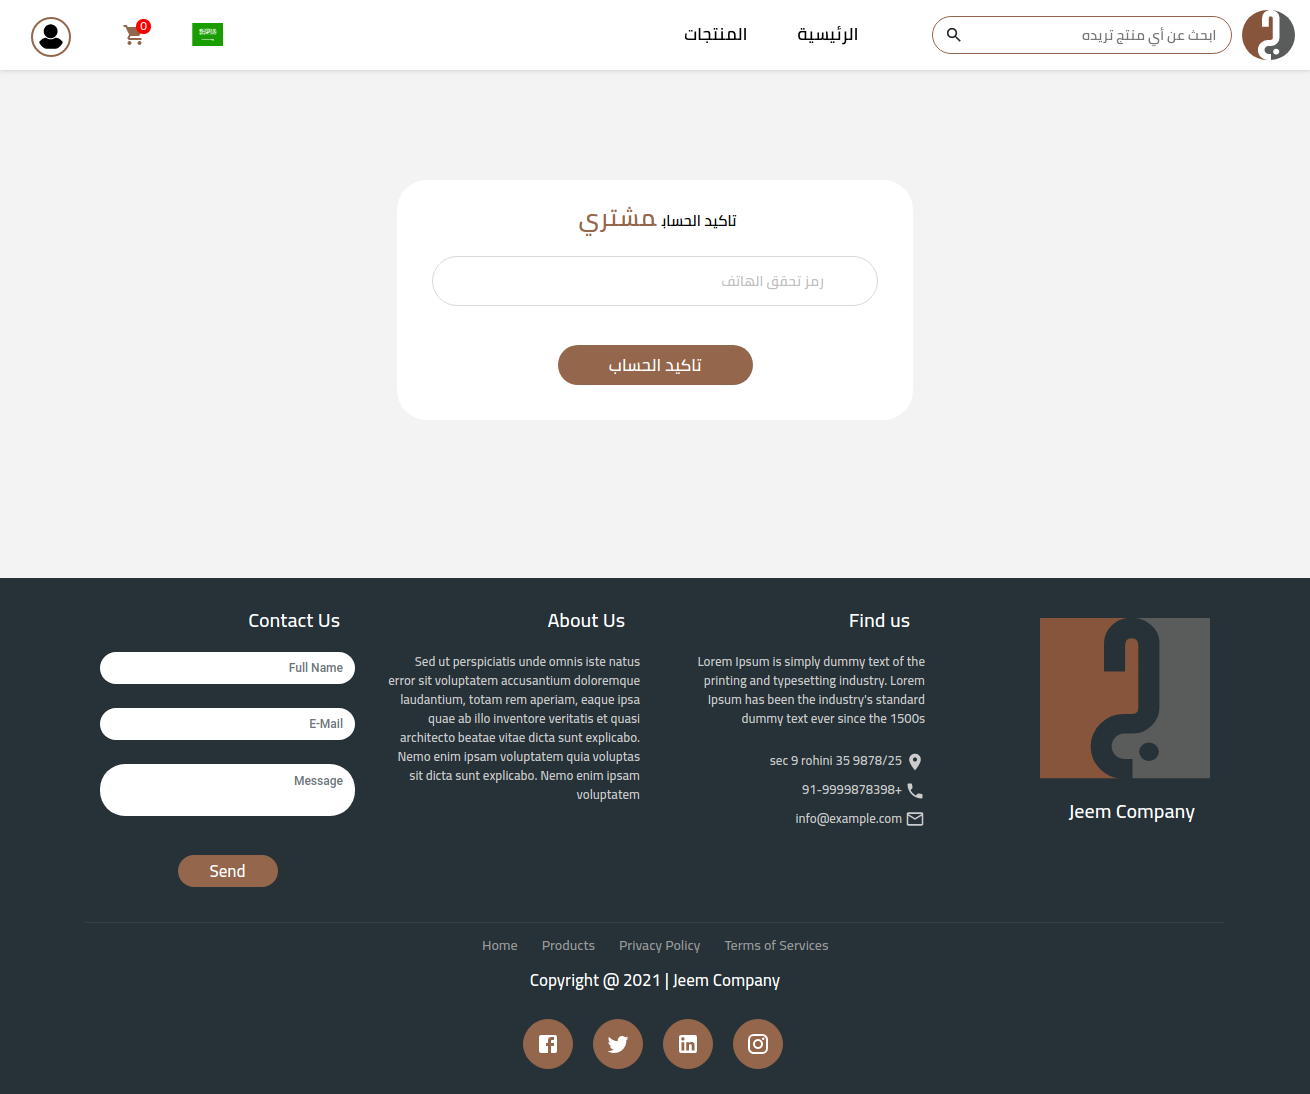 ابحث عن أي منتج تريده
الرئيسية
المنتجات
0
تاكيد الحساب مشتري
رمز تحقق الهاتف
تاكيد الحساب
Jeem Company
Find us
Lorem Ipsum is simply dummy text of the
printing and typesetting industry. Lorem
Ipsum has been the industry's standard
dummy text ever since the 1500s
sec 9 rohini 35 9878/25
91-9999878398+
info@example.com
About Us
Sed ut perspiciatis unde omnis iste natus
error sit voluptatem accusantium doloremque
laudantium, totam rem aperiam, eaque ipsa
quae ab illo inventore veritatis et quasi
architecto beatae vitae dicta sunt explicabo.
Nemo enim ipsam voluptatem quia voluptas
sit dicta sunt explicabo. Nemo enim ipsam
voluptatem
Contact Us
Full Name
E-Mail
Message
Send
Home Products Privacy Policy Terms of Services
Copyright @ 2021 | Jeem Company